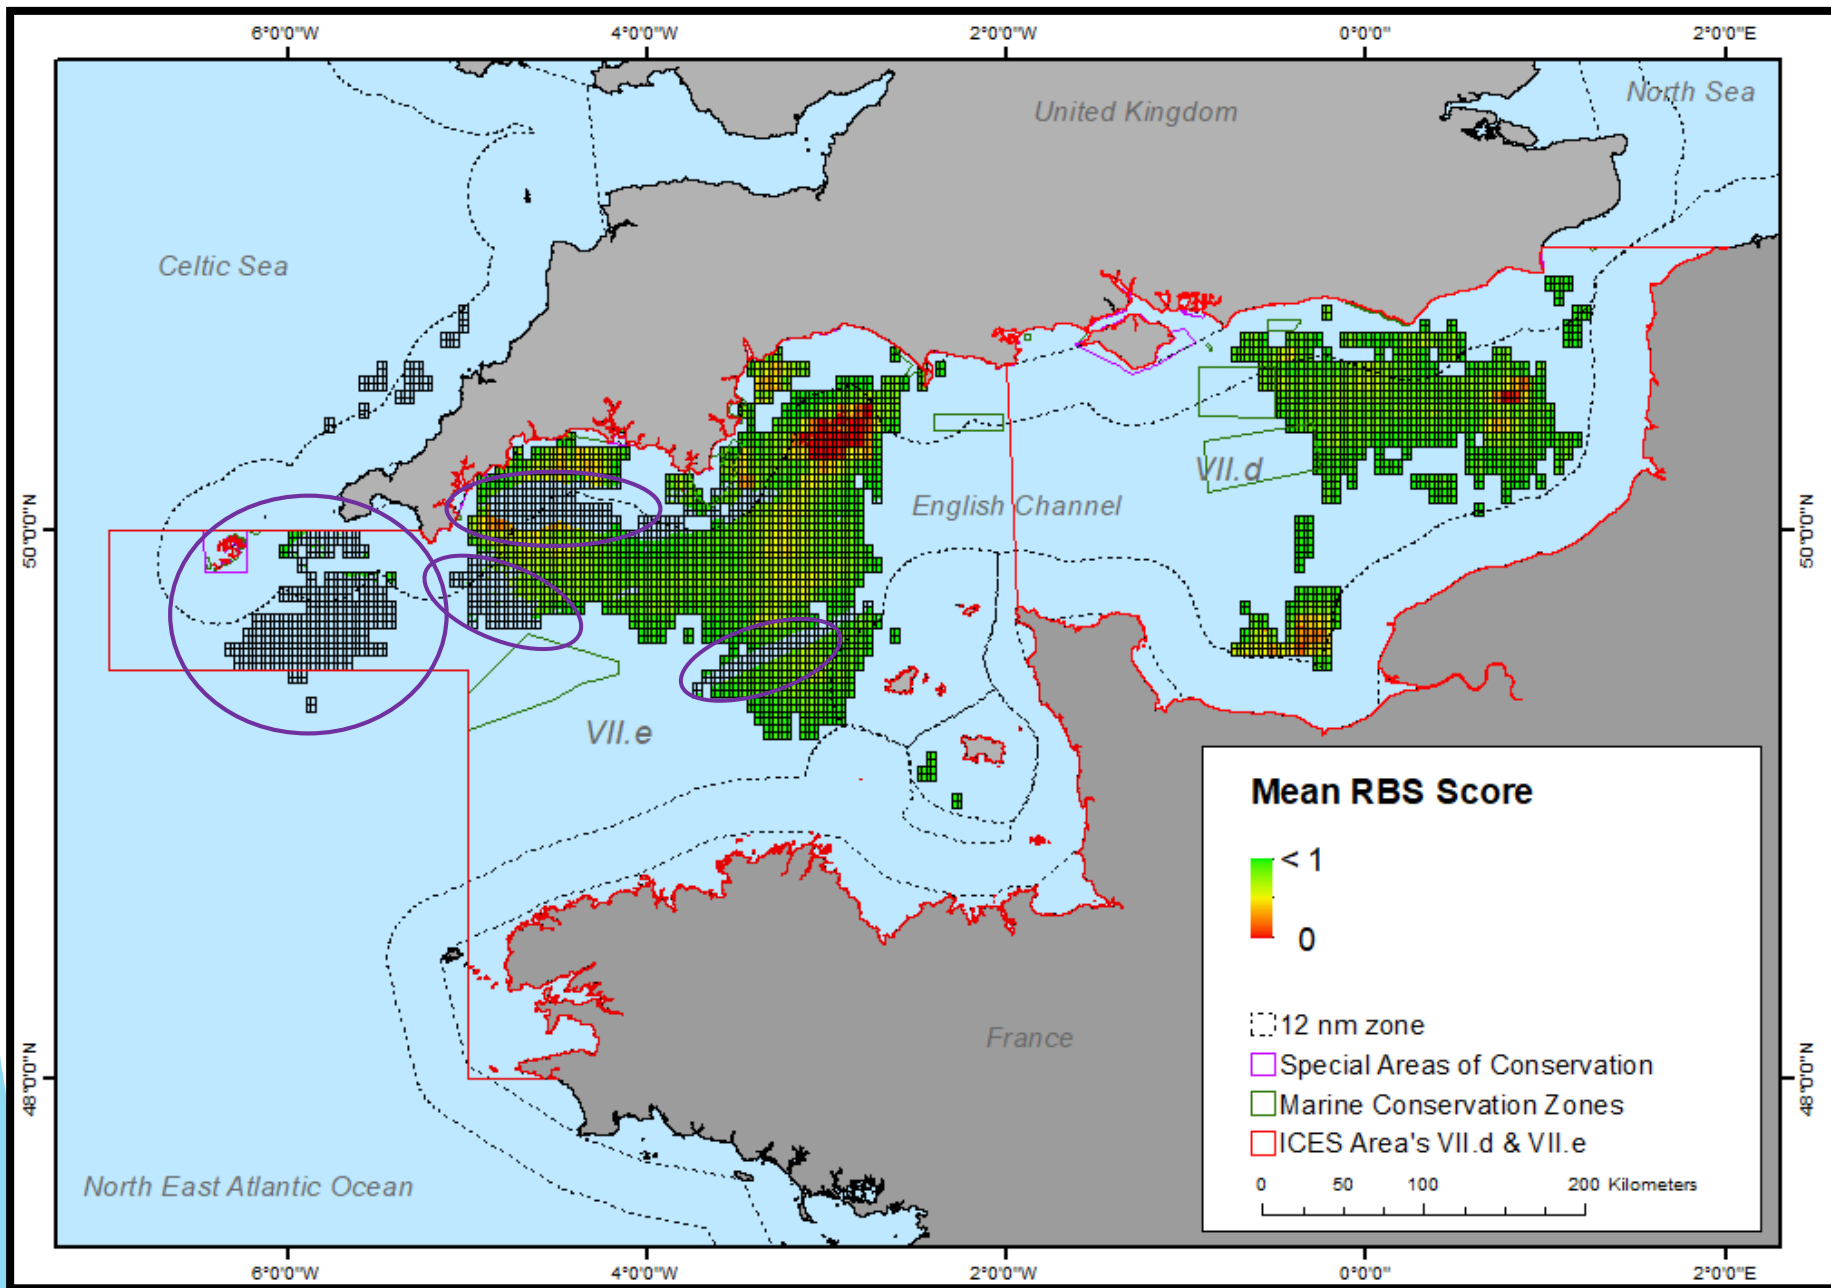 6°0'0"W 4°0'0"W 2°0'0"W 0°0'0" 2°0'0"E
North Sea
United Kingdom
Celtic Sea
VII.d
English Channel
50°0'0"N 50°0'0"N
VII.e
Mean RBS Score
< 1
0
12 nm zone
Special Areas of Conservation
Marine Conservation Zones
ICES Area's VII.d & VII.e
0 50 100 200 Kilometers
France
48°0'0"N 48°0'0"N
North East Atlantic Ocean
6°0'0"W 4°0'0"W 2°0'0"W 0°0'0" 2°0'0"E